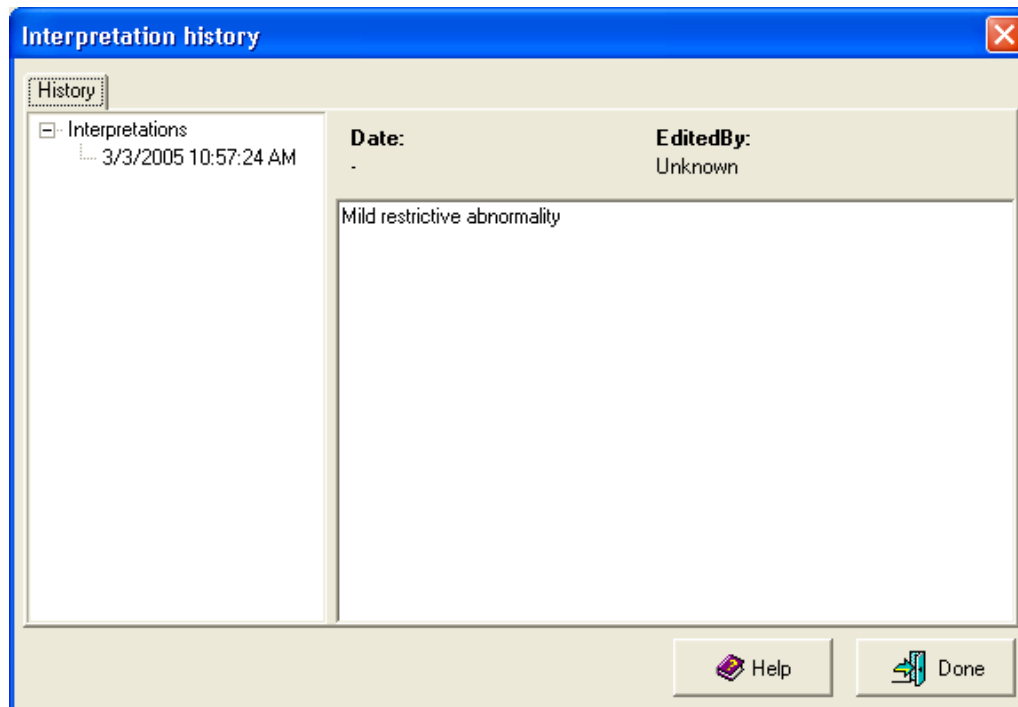 Interpretation history
History
Interpretations
3/3/2005 10:57:24 AM
Date:
-
EditedBy:
Unknown
Mild restrictive abnormality
Help
Done